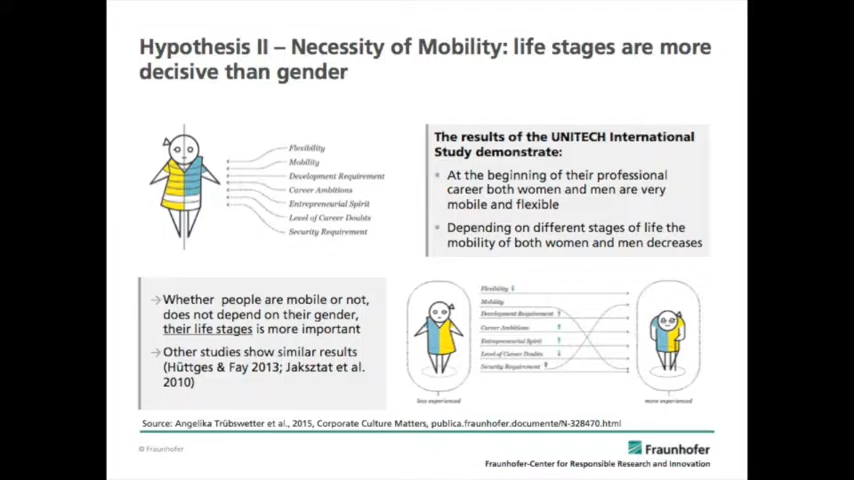 Hypothesis II – Necessity of Mobility: life stages are more
decisive than gender
Flexibility
Mobility
Development Requirement
Career Ambitions
Entrepreneurial Spirit
Level of Career Doubts
Security Requirement
The results of the UNITECH International
Study demonstrate:
At the beginning of their professional
career both women and men are very
mobile and flexible
Depending on different stages of life the
mobility of both women and men decreases
Whether people are mobile or not,
does not depend on their gender,
their life stages is more important
Other studies show similar results
(Hüttges & Fay 2013; Jaksztat et al.
2010)
Flexibility
Mobility
Development Requirement
Career Ambitions
Entrepreneurial Spirit
Level of Career Doubts
Security Requirement
less experienced
more experienced
Source: Angelika Trübswetter et al., 2015, Corporate Culture Matters, publica.fraunhofer.documente/N-328470.html
© Fraunhofer
Fraunhofer
Fraunhofer-Center for Responsible Research and Innovation